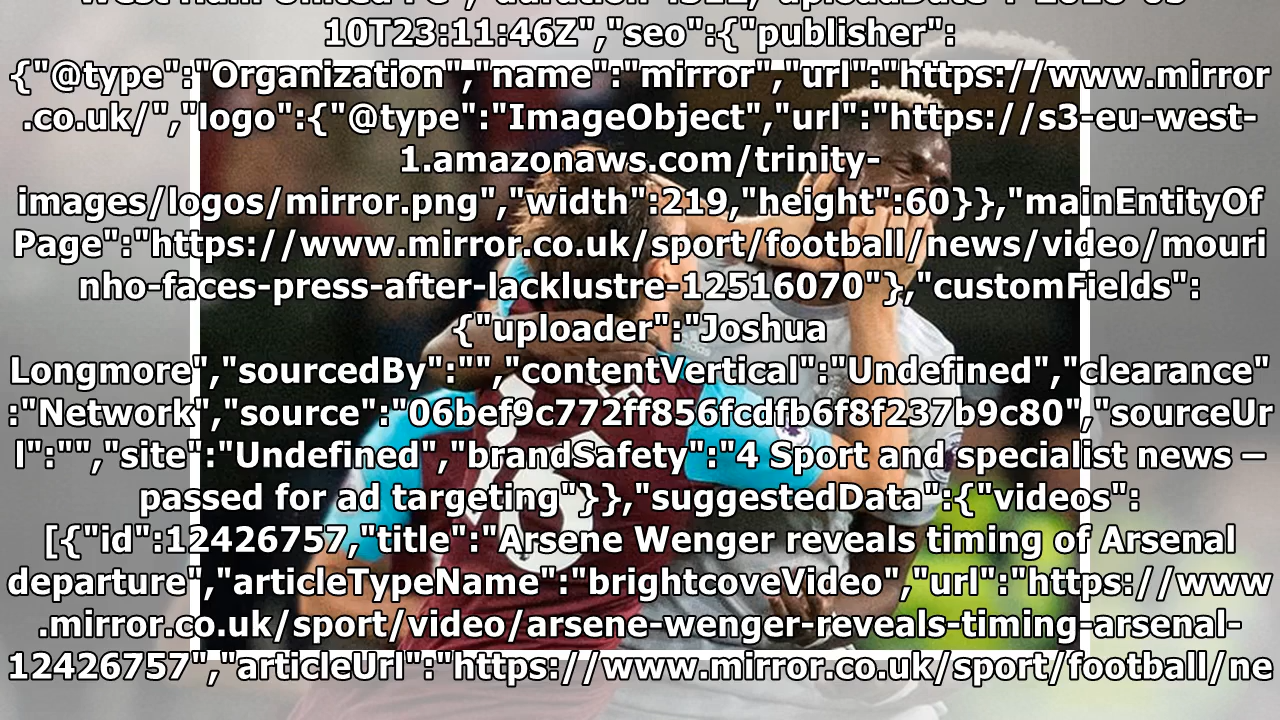 10T23:11:46Z","seo":{"publisher":
{"@type":"Organization","name":"mirror","url":"https://www.mirror
.co.uk/","logo":{"@type":"ImageObject","url":"https://s3-eu-west-
1.amazonaws.com/trinity-
images/logos/mirror.png","width":219,"height":60}},"mainEntityOf
Page":"https://www.mirror.co.uk/sport/football/news/video/mouri
nho-faces-press-after-lacklustre-12516070"},"customFields":
{"uploader":"Joshua
Longmore","sourcedBy":"","contentVertical":"Undefined","clearance"
:"Network","source":"06bef9c772ff856fcdfb6f8f237b9c80","sourceUr
l":"","site":"Undefined","brandSafety":"4 Sport and specialist news –
passed for ad targeting"}},"suggestedData":{"videos":
[{"id":12426757,"title":"Arsene Wenger reveals timing of Arsenal
departure","articleTypeName":"brightcoveVideo","url":"https://www
.mirror.co.uk/sport/video/arsene-wenger-reveals-timing-arsenal-
12426757","articleUrl":"https://www.mirror.co.uk/sport/football/ne